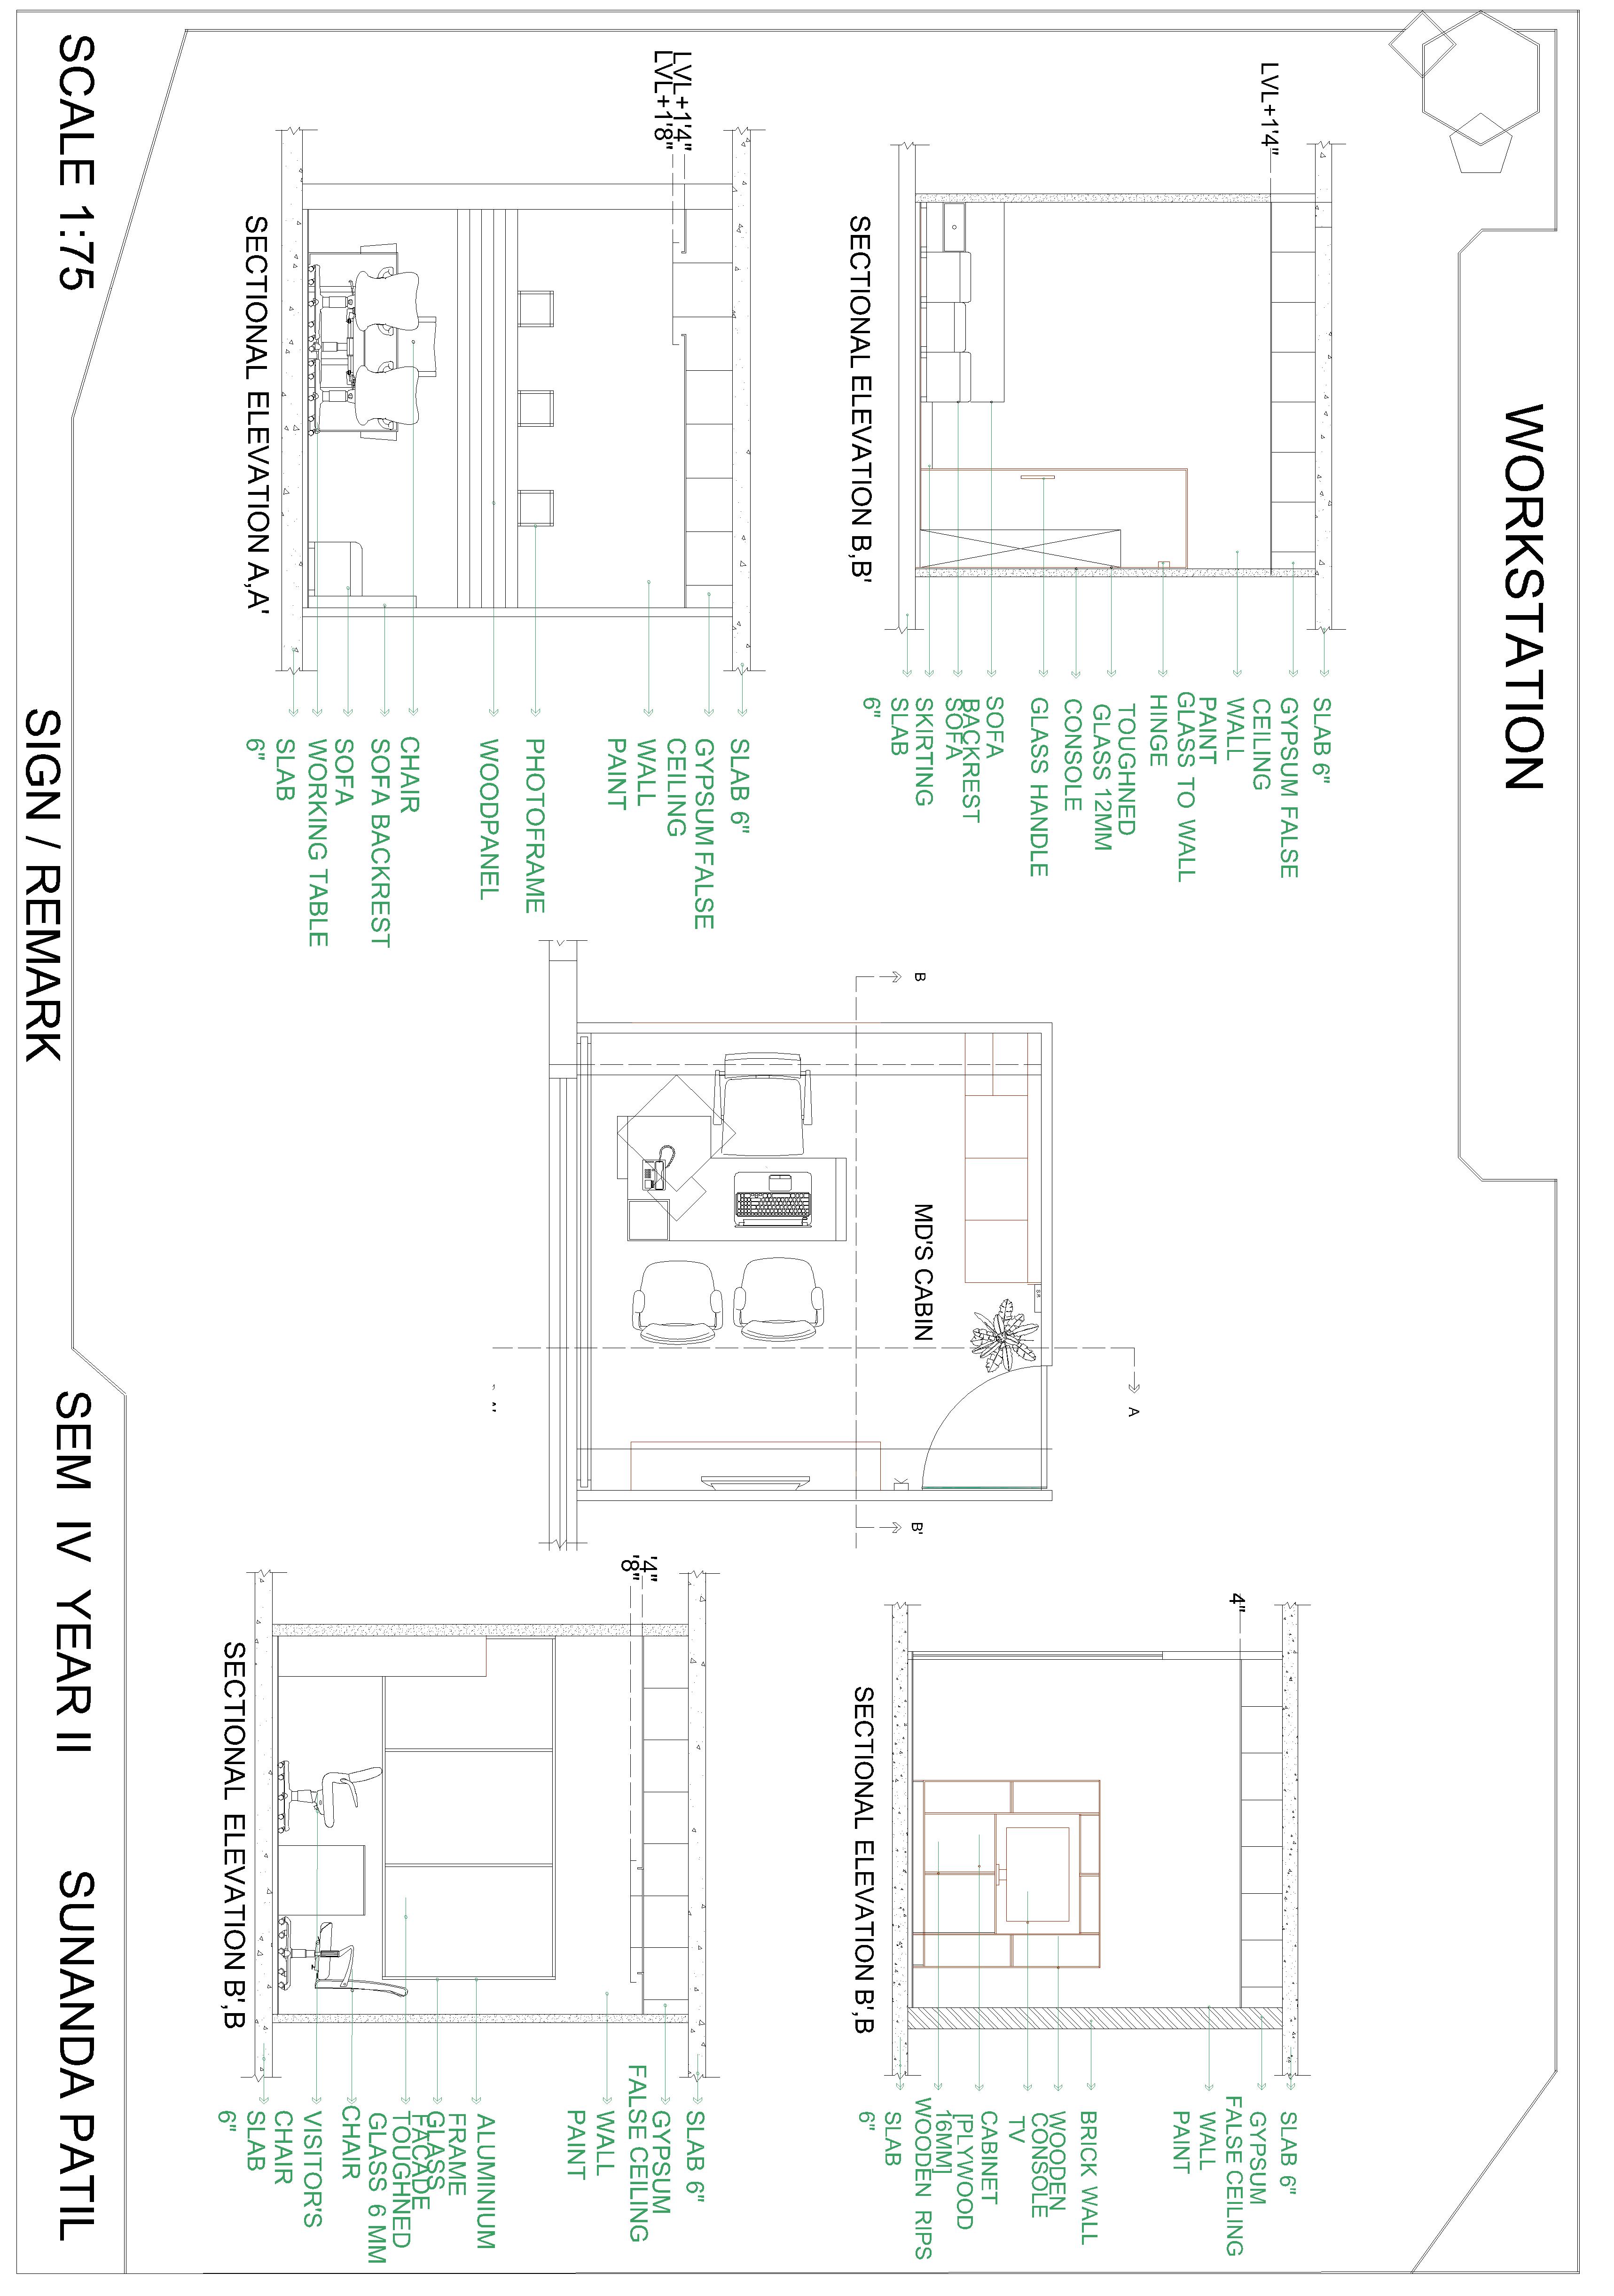 WORKSTATION
LVL+1'4"
SLAB 6"
GYPSUM FALSE
CEILING
WALL
PAINT
GLASS TO WALL
HINGE
TOUGHNED
GLASS 12MM
CONSOLE
GLASS HANDLE
SOFA
BACKREST
SOFA
SKIRTING
SLAB
6"
SECTIONAL ELEVATION B,B'
4"
SLAB 6"
GYPSUM
FALSE CEILING
WALL
PAINT
BRICK WALL
WOODEN
CONSOLE
TV
CABINET
[PLYWOOD
16MM]
WOODEN RIPS
SLAB
6"
SECTIONAL ELEVATION B',B
A
B
B'
MD'S CABIN
LVL+1'4"
LVL+1'8"
SLAB 6"
GYPSUM FALSE
CEILING
WALL
PAINT
PHOTOFRAME
WOODPANEL
CHAIR
SOFA BACKREST
SOFA
WORKING TABLE
SLAB
6"
SECTIONAL ELEVATION A,A'
'4"
'8"
SLAB 6"
GYPSUM
FALSE CEILING
WALL
PAINT
ALUMINIUM
FRAME
GLASS
FACADE
TOUGHNED
GLASS 6 MM
CHAIR
VISITOR'S
CHAIR
SLAB
6"
SECTIONAL ELEVATION B',B
SCALE 1:75
SIGN / REMARK
SEM IV YEAR II
SUNANDA PATIL